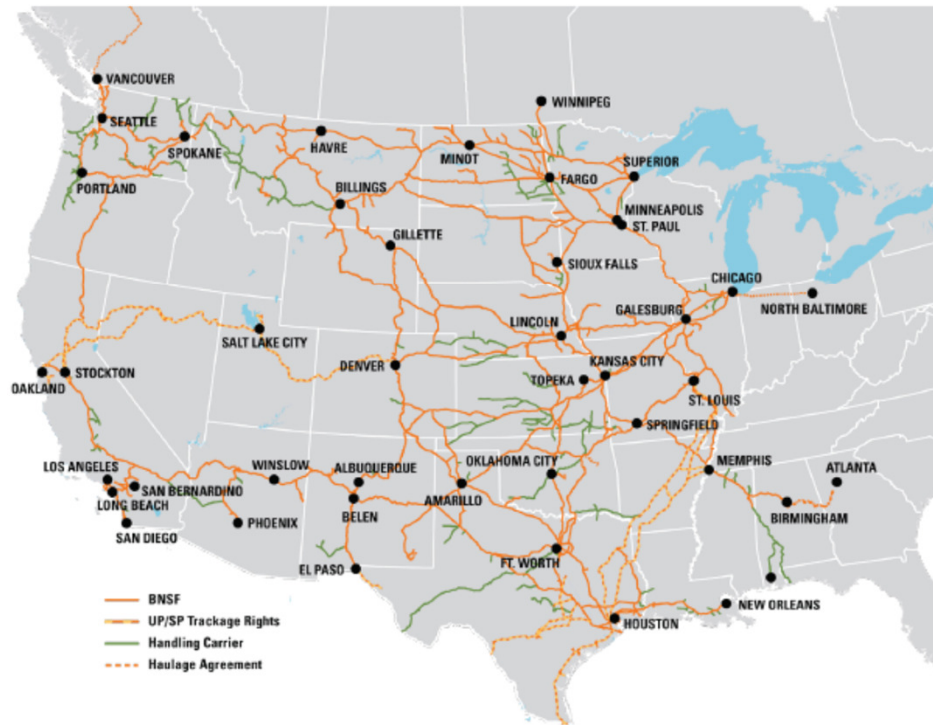 VANCOUVER
WINNIPEG
SEATTLE
SPOKANE
HAVRE
MINOT
SUPERIOR
FARGO
PORTLAND
BILLINGS
MINNEAPOLIS
ST. PAUL
GILLETTE
SIOUX FALLS
CHICAGO
GALESBURG
NORTH BALTIMORE
LINCOLN
SALT LAKE CITY
DENVER
KANSAS CITY
TOPEKA
OAKLAND
STOCKTON
ST. LOUIS
SPRINGFIELD
LOS ANGELES
WINSLOW
ALBUQUERQUE
OKLAHOMA CITY
MEMPHIS
ATLANTA
SAN BERNARDINO
LONG BEACH
AMARILLO
BELEN
BIRMINGHAM
PHOENIX
SAN DIEGO
FT. WORTH
EL PASO
NEW ORLEANS
HOUSTON
BNSF
UP/SP Trackage Rights
Handling Carrier
Haulage Agreement